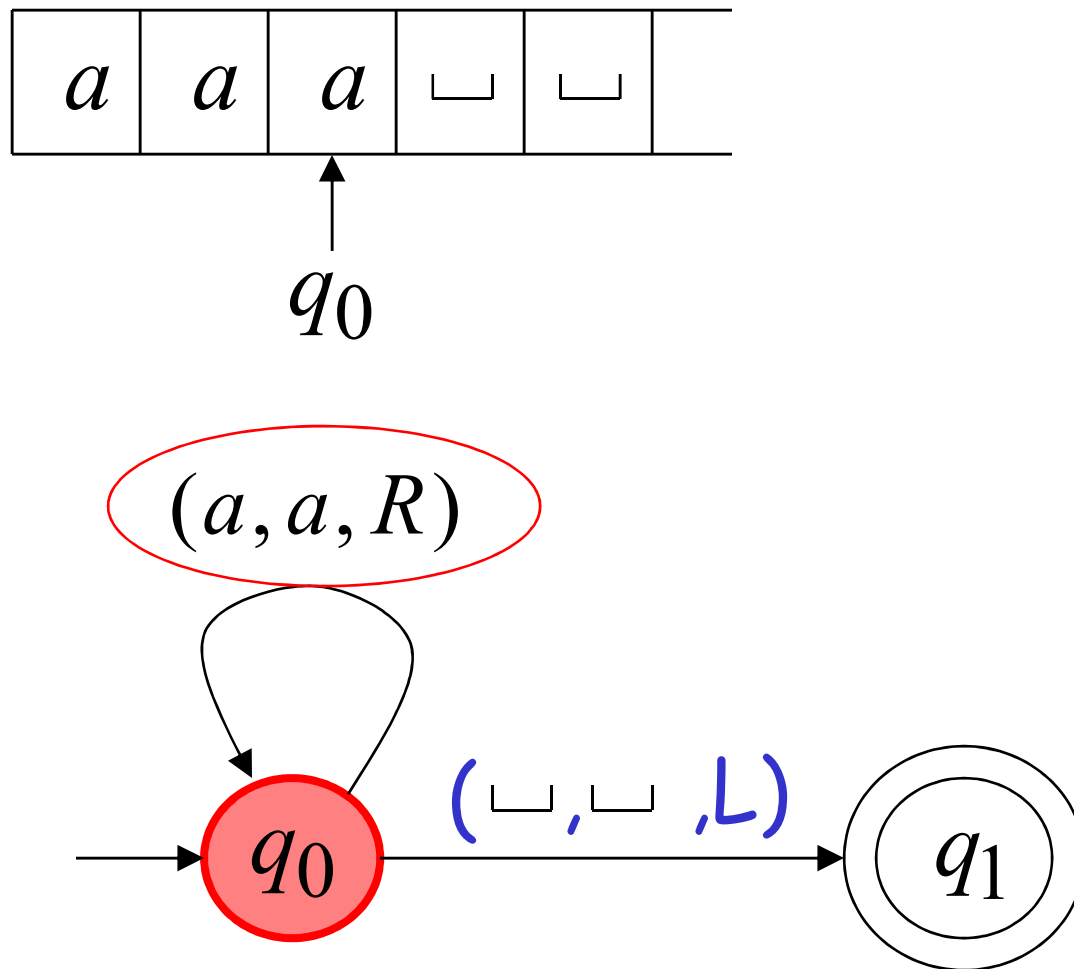 a a a ⊔ ⊔
q₀
(a, a, R)
(⊔, ⊔, L)
q₀ q₁